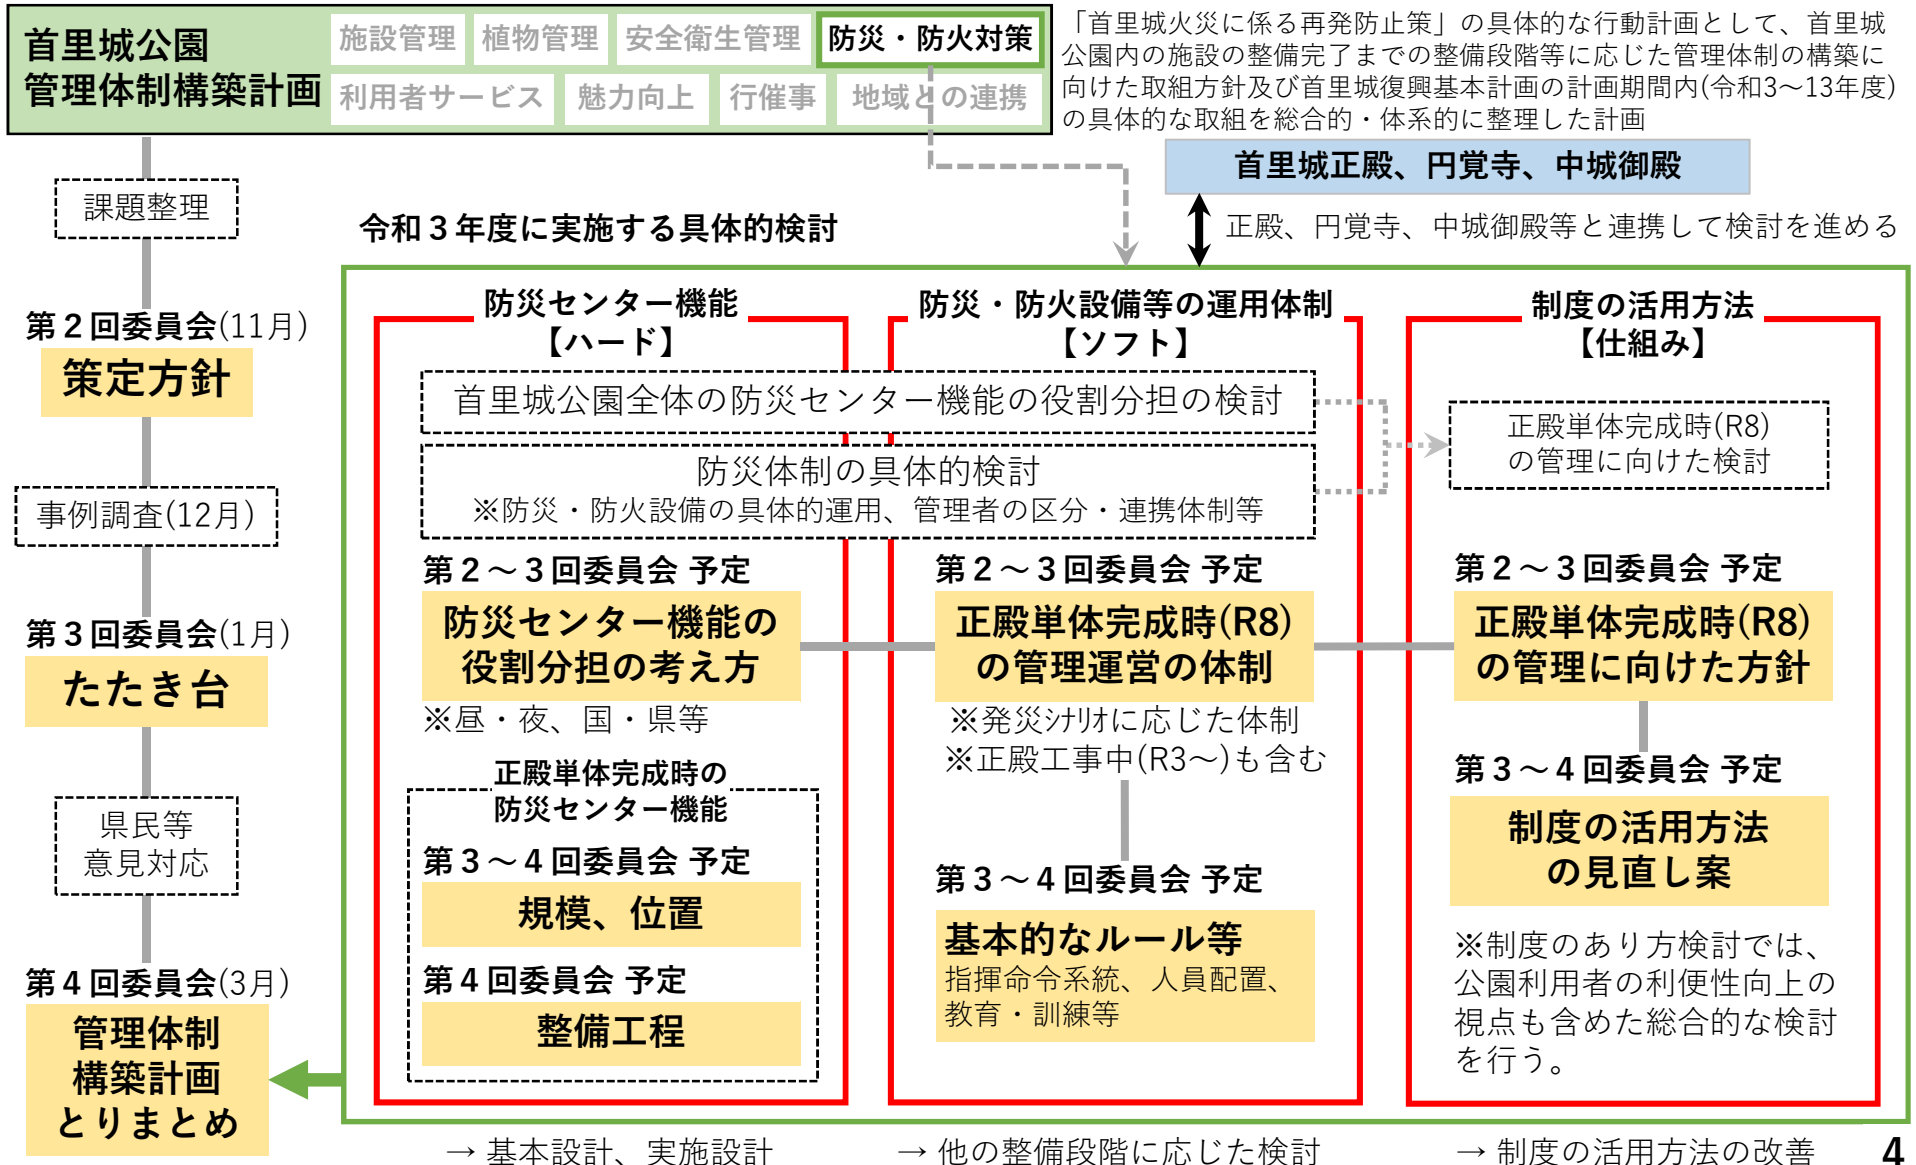 首里城公園
管理体制構築計画
施設管理
植物管理
安全衛生管理
防災・防火対策
利用者サービス
魅力向上
行催事
地域との連携
「首里城火災に係る再発防止策」の具体的な行動計画として、首里城
公園内の施設の整備完了までの整備段階等に応じた管理体制の構築に
向けた取組方針及び首里城復興基本計画の計画期間内(令和3～13年度)
の具体的な取組を総合的・体系的に整理した計画
首里城正殿、円覚寺、中城御殿
正殿、円覚寺、中城御殿等と連携して検討を進める
課題整理
第２回委員会(11月)
策定方針
事例調査(12月)
第３回委員会(1月)
たたき台
県民等
意見対応
第４回委員会(3月)
管理体制
構築計画
とりまとめ
令和３年度に実施する具体的検討
防災センター機能
【ハード】
防災・防火設備等の運用体制
【ソフト】
制度の活用方法
【仕組み】
首里城公園全体の防災センター機能の役割分担の検討
防災体制の具体的検討
※防災・防火設備の具体的運用、管理者の区分・連携体制等
正殿単体完成時(R8)
の管理に向けた検討
第２～３回委員会 予定
防災センター機能の
役割分担の考え方
※昼・夜、国・県等
正殿単体完成時の
防災センター機能
第３～４回委員会 予定
規模、位置
第４回委員会 予定
整備工程
第２～３回委員会 予定
正殿単体完成時(R8)
の管理運営の体制
※発災ｼﾅﾘｵに応じた体制
※正殿工事中(R3～)も含む
第３～４回委員会 予定
基本的なルール等
指揮命令系統、人員配置、
教育・訓練等
第２～３回委員会 予定
正殿単体完成時(R8)
の管理に向けた方針
第３～４回委員会 予定
制度の活用方法
の見直し案
※制度のあり方検討では、
公園利用者の利便性向上の
視点も含めた総合的な検討
を行う。
→ 基本設計、実施設計
→ 他の整備段階に応じた検討
→ 制度の活用方法の改善
4